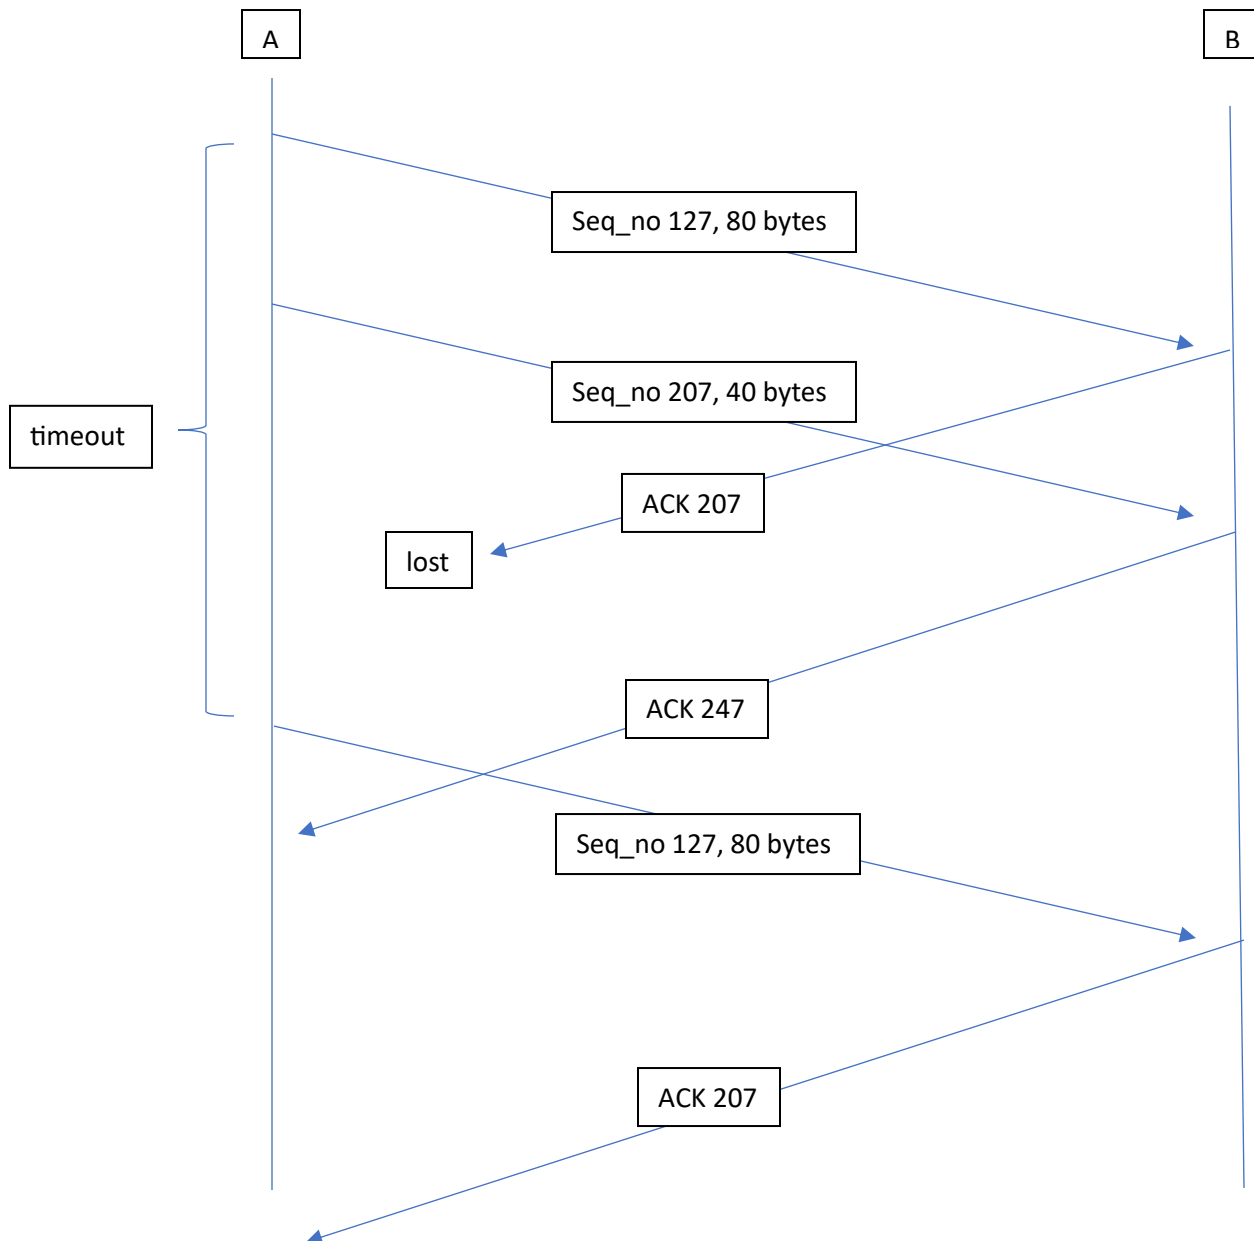 A
B
Seq_no 127, 80 bytes
Seq_no 207, 40 bytes
timeout
ACK 207
lost
ACK 247
Seq_no 127, 80 bytes
ACK 207